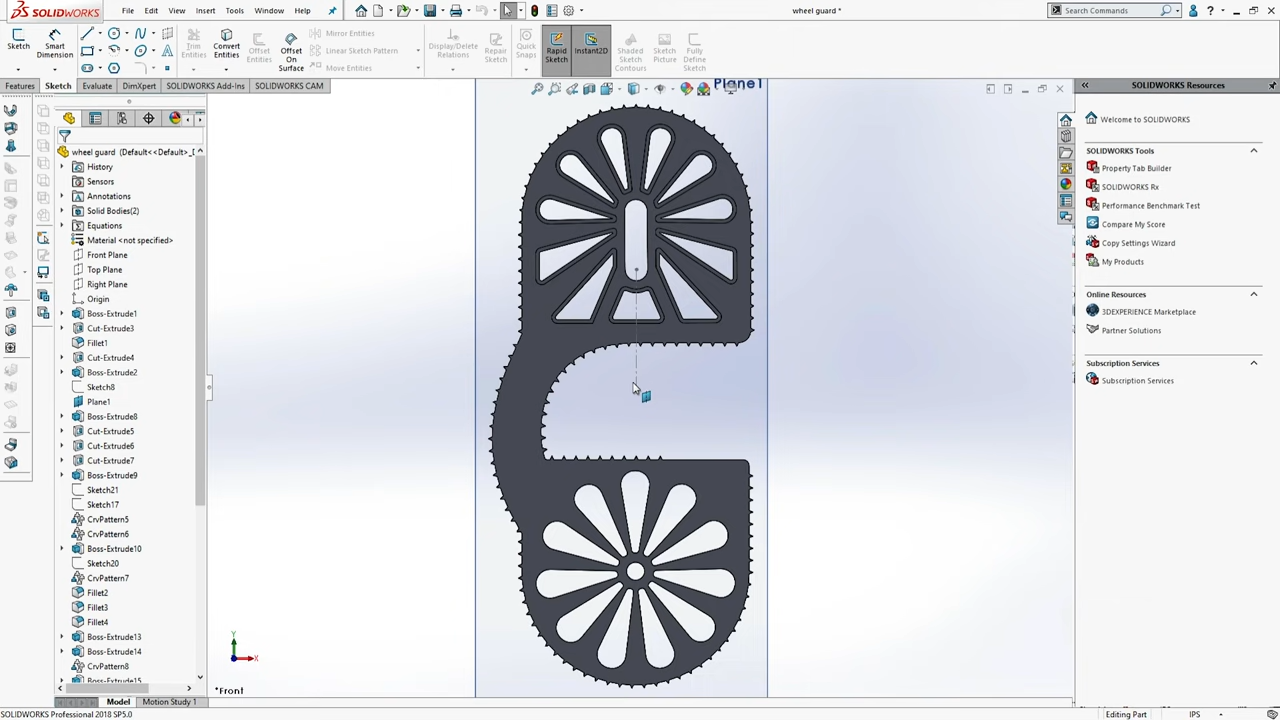 SOLIDWORKS
File Edit View Insert Tools Window Help
wheel guard *
Search Commands
Sketch
Smart Dimension
Trim Entities
Convert Entities
Offset Entities
Offset On Surface
Mirror Entities
Linear Sketch Pattern
Move Entities
Display/Delete Relations
Repair Sketch
Quick Snaps
Rapid Sketch
Instant2D
Shaded Sketch Contours
Sketch Picture
Fully Define Sketch
Features Sketch Evaluate DimXpert SOLIDWORKS Add-Ins SOLIDWORKS CAM
Plane1
wheel guard (Default<<Default>_D
History
Sensors
Annotations
Solid Bodies(2)
Equations
Material <not specified>
Front Plane
Top Plane
Right Plane
Origin
Boss-Extrude1
Cut-Extrude3
Fillet1
Cut-Extrude4
Boss-Extrude2
Sketch8
Plane1
Boss-Extrude8
Cut-Extrude5
Cut-Extrude6
Cut-Extrude7
Boss-Extrude9
Sketch21
Sketch17
CrvPattern5
CrvPattern6
Boss-Extrude10
Sketch20
CrvPattern7
Fillet2
Fillet3
Fillet4
Boss-Extrude13
Boss-Extrude14
CrvPattern8
Boss-Extrude15
Y
X
*Front
SOLIDWORKS Resources
Welcome to SOLIDWORKS
SOLIDWORKS Tools
Property Tab Builder
SOLIDWORKS Rx
Performance Benchmark Test
Compare My Score
Copy Settings Wizard
My Products
Online Resources
3DEXPERIENCE Marketplace
Partner Solutions
Subscription Services
Subscription Services
Model Motion Study 1
SOLIDWORKS Professional 2018 SP5.0
Editing Part
IPS